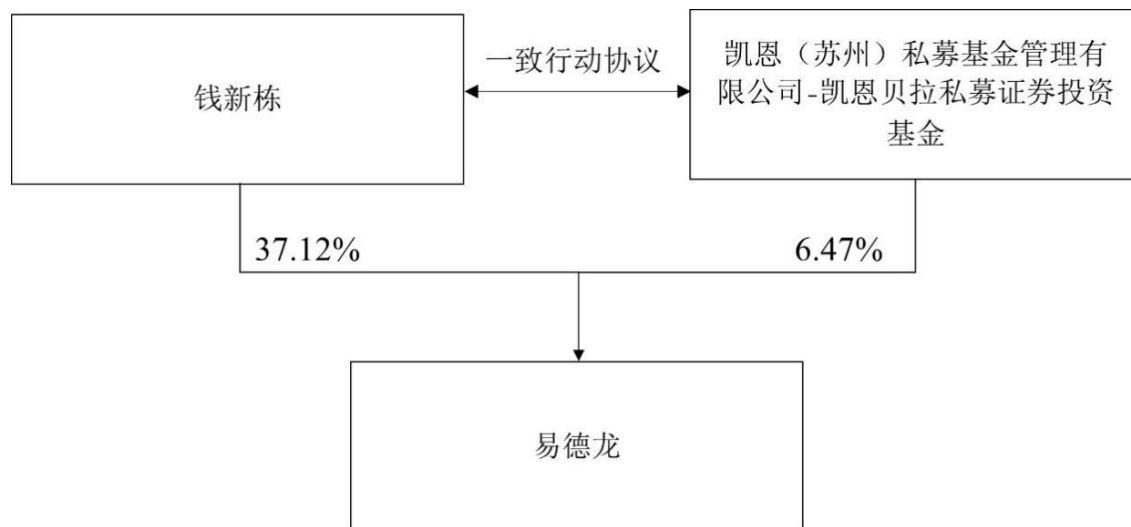 钱新栋
一致行动协议
凯恩（苏州）私募基金管理有
限公司-凯恩贝拉私募证券投资
基金
37.12%
6.47%
易德龙